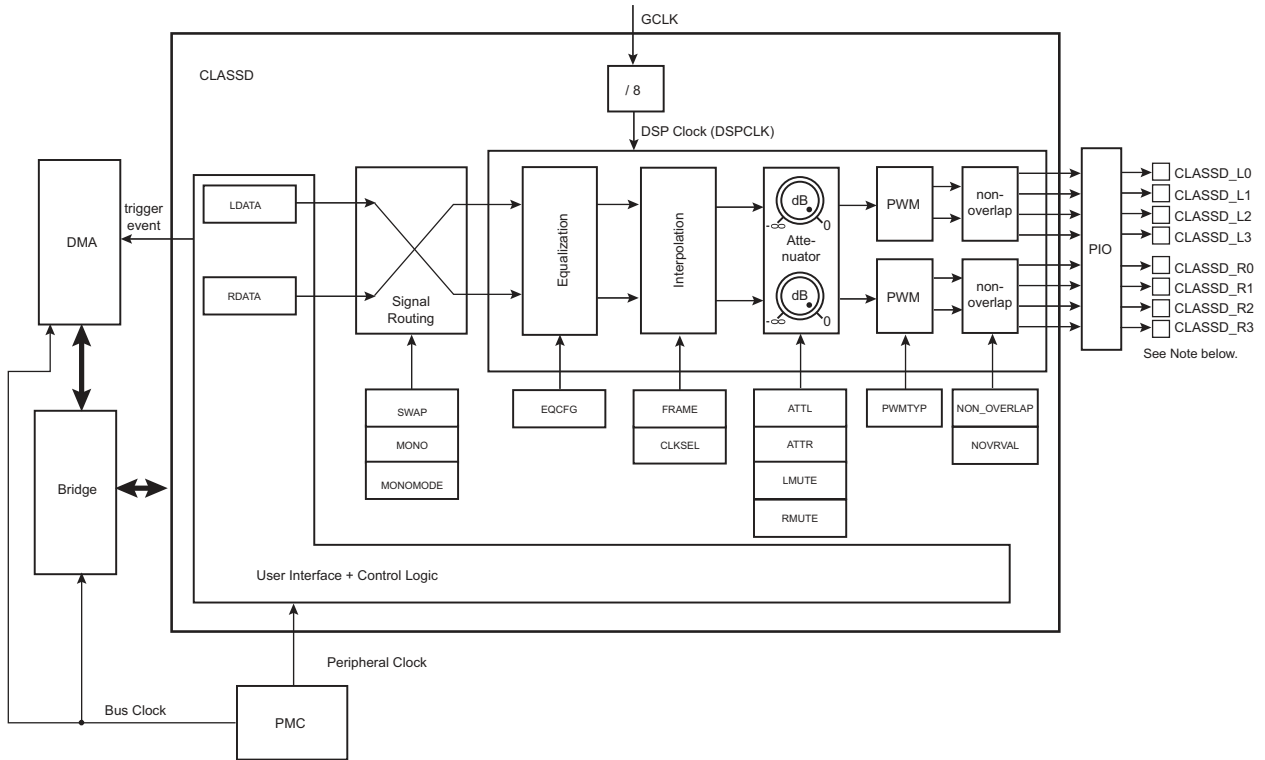 GCLK
CLASSD
/ 8
DSP Clock (DSPCLK)
DMA
trigger
event
LDATA
RDATA
Signal
Routing
Equalization
Interpolation
dB
-∞
0
Atte-
nuator
dB
-∞
0
PWM
PWM
non-
overlap
non-
overlap
PIO
CLASSD_L0
CLASSD_L1
CLASSD_L2
CLASSD_L3
CLASSD_R0
CLASSD_R1
CLASSD_R2
CLASSD_R3
See Note below.
SWAP
MONO
MONOMODE
EQCFG
FRAME
CLKSEL
ATTL
ATTR
LMUTE
RMUTE
PWMTYP
NON_OVERLAP
NOVRVAL
Bridge
User Interface + Control Logic
Peripheral Clock
Bus Clock
PMC